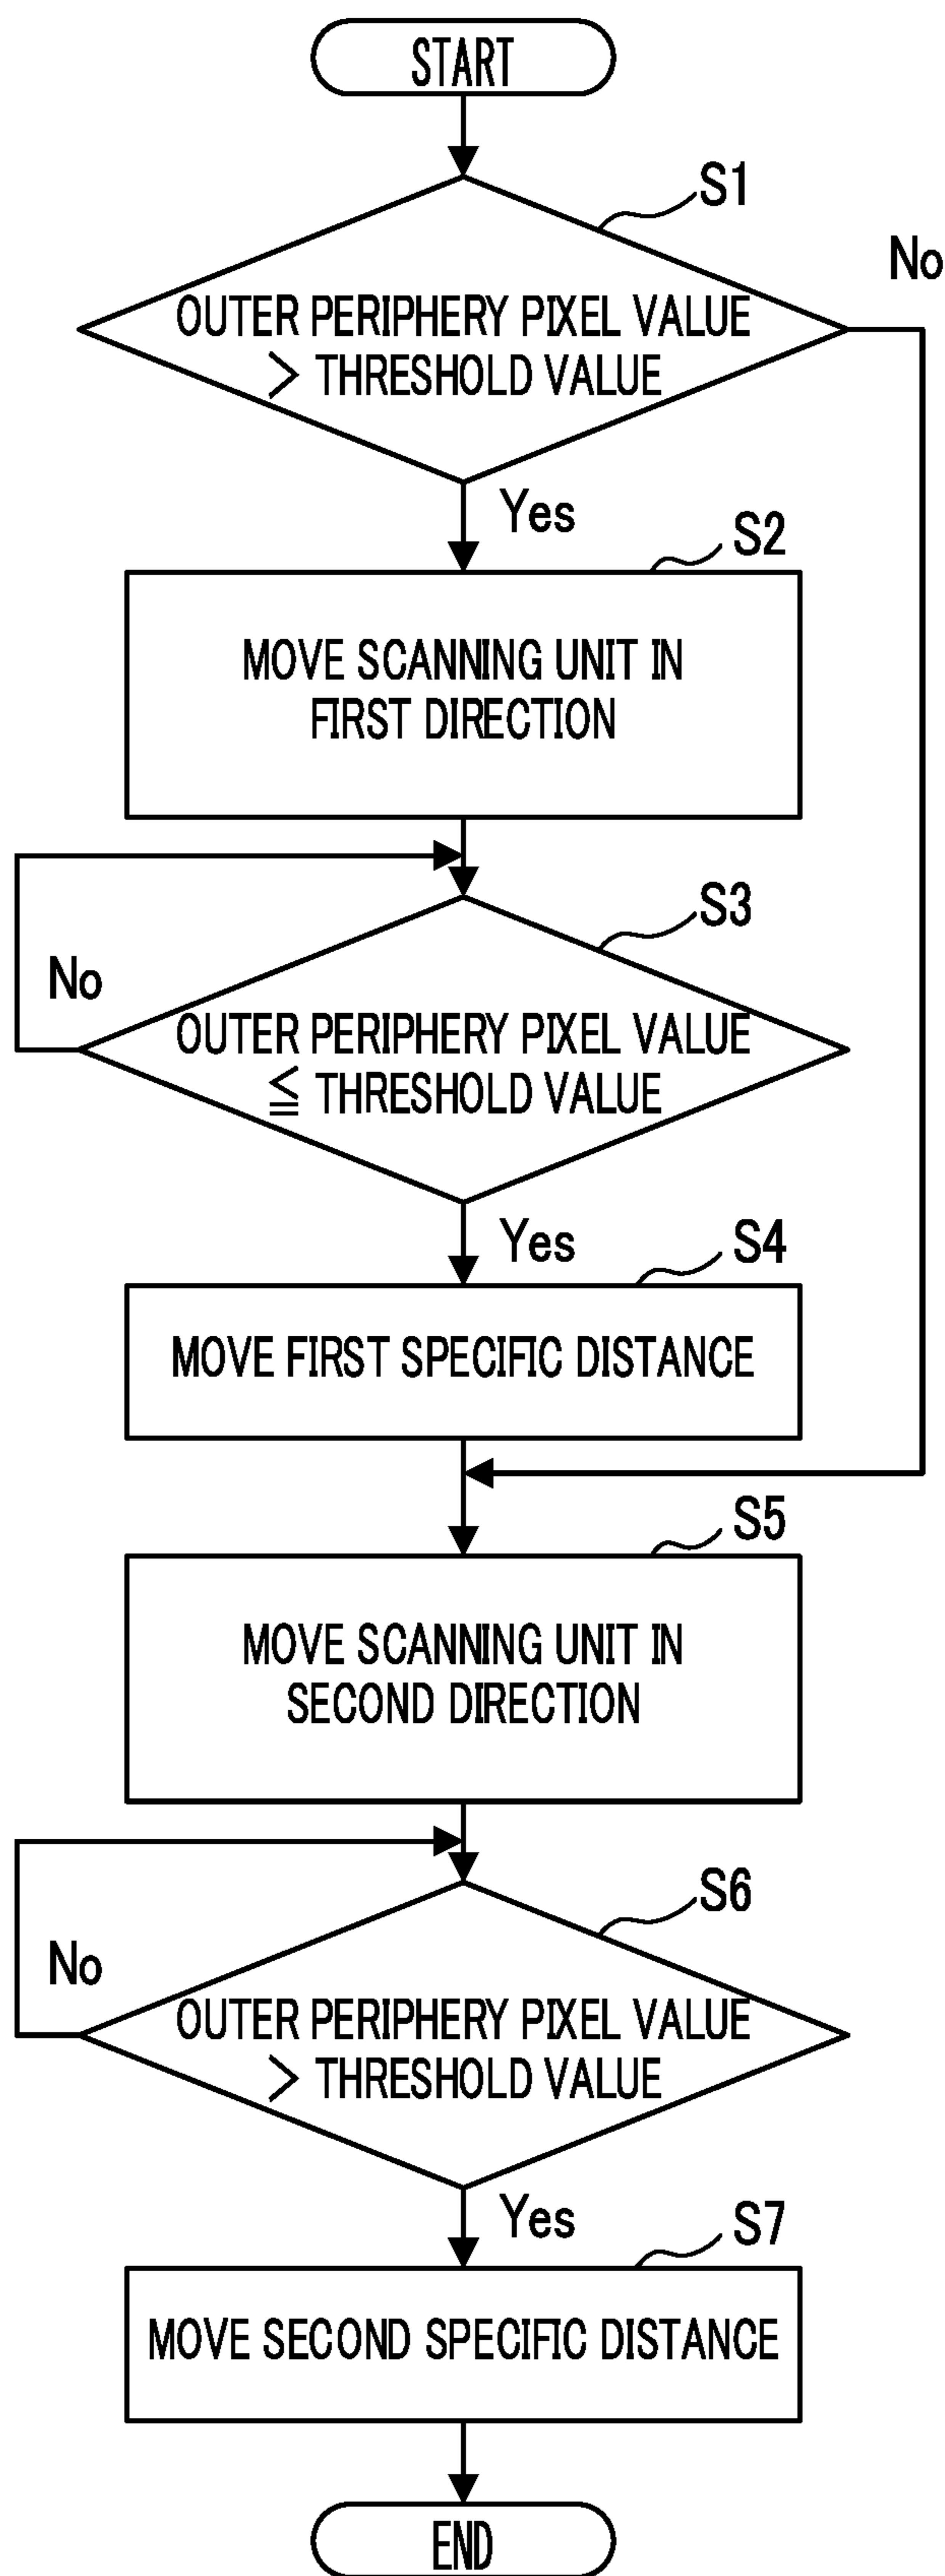 START
S1
No
OUTER PERIPHERY PIXEL VALUE
> THRESHOLD VALUE
Yes
S2
MOVE SCANNING UNIT IN
FIRST DIRECTION
S3
No
OUTER PERIPHERY PIXEL VALUE
≦ THRESHOLD VALUE
Yes
S4
MOVE FIRST SPECIFIC DISTANCE
S5
MOVE SCANNING UNIT IN
SECOND DIRECTION
S6
No
OUTER PERIPHERY PIXEL VALUE
> THRESHOLD VALUE
Yes
S7
MOVE SECOND SPECIFIC DISTANCE
END